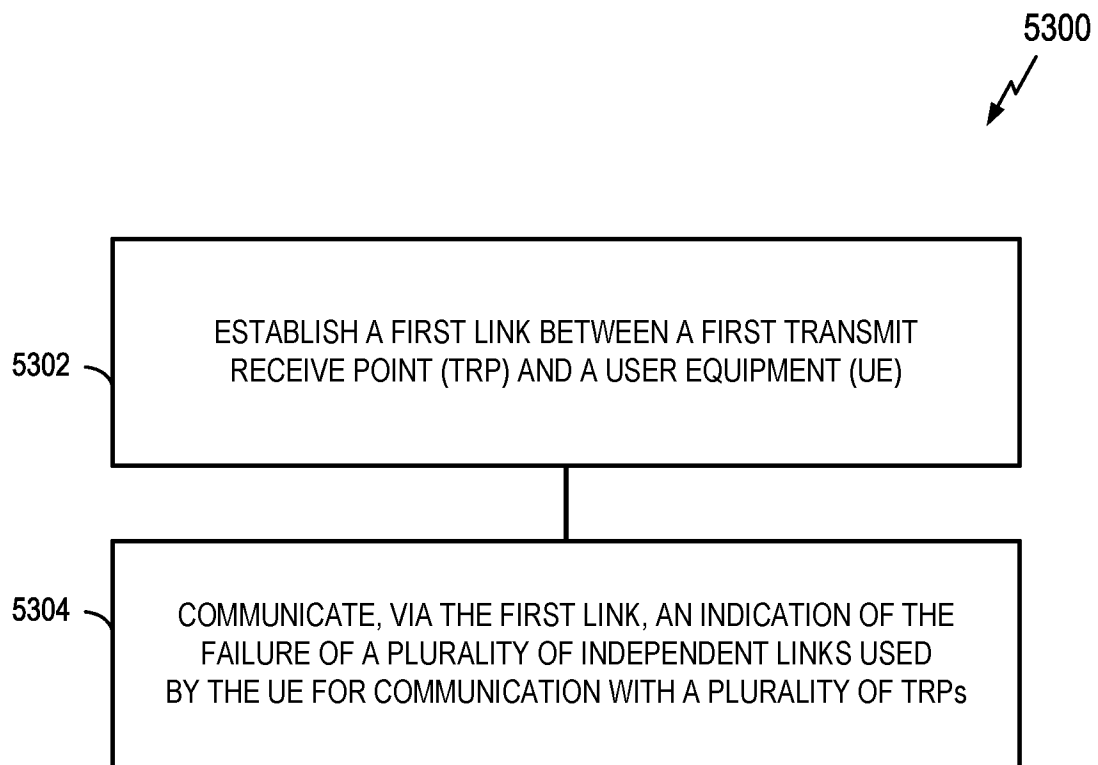 5300
ESTABLISH A FIRST LINK BETWEEN A FIRST TRANSMIT
RECEIVE POINT (TRP) AND A USER EQUIPMENT (UE)
5302
5304
COMMUNICATE, VIA THE FIRST LINK, AN INDICATION OF THE
FAILURE OF A PLURALITY OF INDEPENDENT LINKS USED
BY THE UE FOR COMMUNICATION WITH A PLURALITY OF TRPs